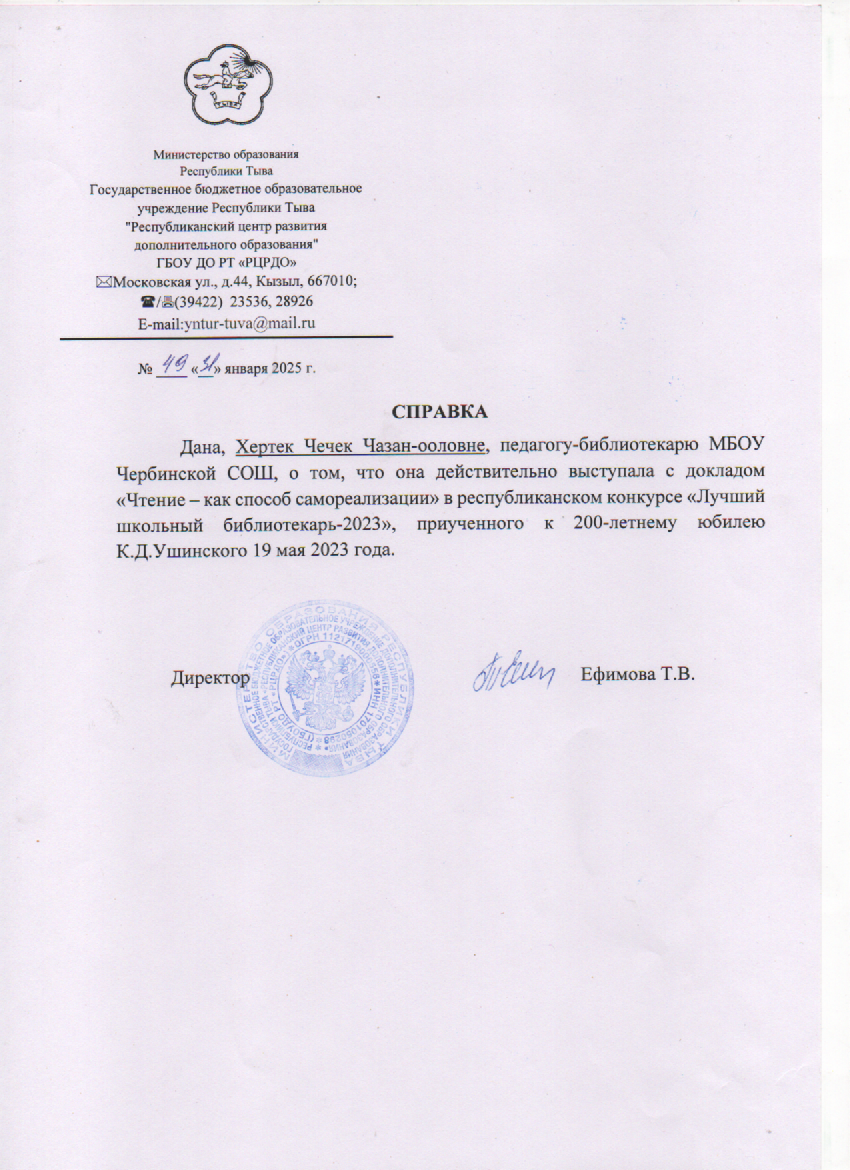 ТЫВА
Министерство образования
Республики Тыва
Государственное бюджетное образовательное
учреждение Республики Тыва
"Республиканский центр развития
дополнительного образования"
ГБОУ ДО РТ «РЦРДО»
Московская ул., д.44, Кызыл, 667010;
/(39422) 23536, 28926
E-mail:yntur-tuva@mail.ru
№ 49 «31» января 2025 г.
СПРАВКА
Дана, Хертек Чечек Чазан-ооловне, педагогу-библиотекарю МБОУ
Чербинской СОШ, о том, что она действительно выступала с докладом
«Чтение – как способ самореализации» в республиканском конкурсе «Лучший
школьный библиотекарь-2023», приученного к 200-летнему юбилею
К.Д.Ушинского 19 мая 2023 года.
Директор
Ефимова Т.В.